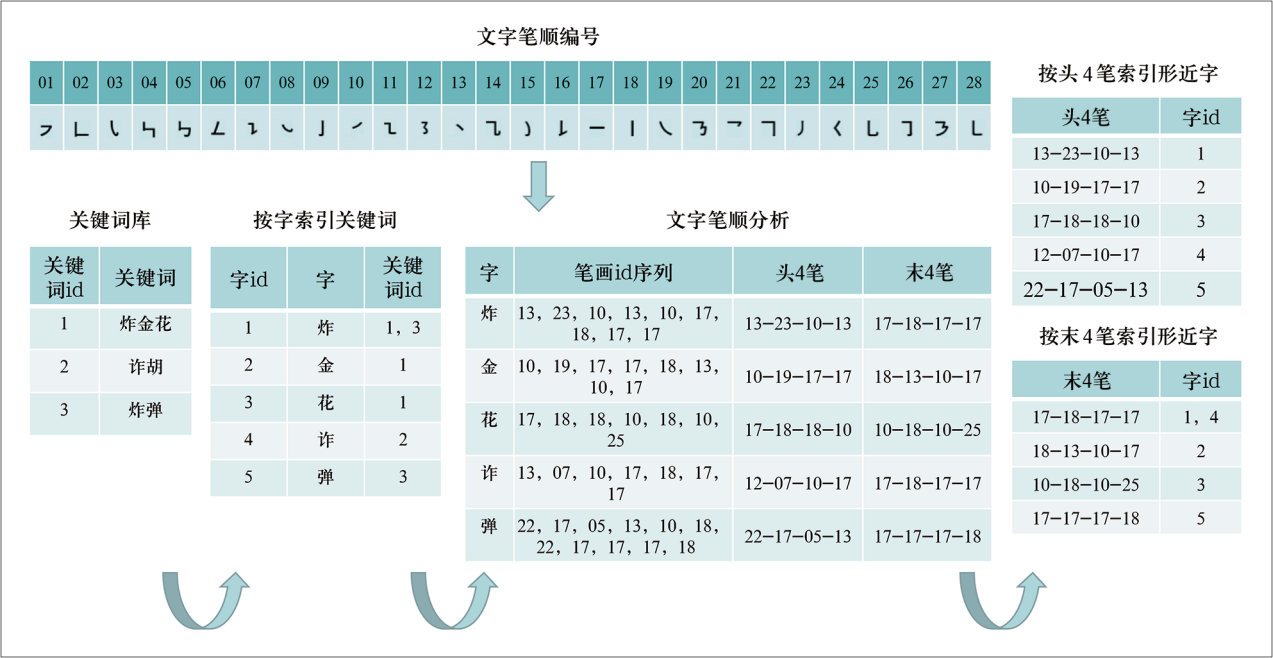 文字笔顺编号
01 02 03 04 05 06 07 08 09 10 11 12 13 14 15 16 17 18 19 20 21 22 23 24 25 26 27 28
关键词库
关键词id 关键词
1 炸金花
2 诈胡
3 炸弹
按字索引关键词
字id 字 关键词id
1 炸 1，3
2 金 1
3 花 1
4 诈 2
5 弹 3
文字笔顺分析
字 笔画id序列 头4笔 末4笔
炸 13，23，10，13，10，17，18，17，17 13-23-10-13 17-18-17-17
金 10，19，17，17，18，13，10，17 10-19-17-17 18-13-10-17
花 17，18，18，10，18，10，25 17-18-18-10 10-18-10-25
诈 13，07，10，17，18，17，17 12-07-10-17 17-18-17-17
弹 22，17，05，13，10，18，22，17，17，17，18 22-17-05-13 17-17-17-18
按头4笔索引形近字
头4笔 字id
13-23-10-13 1
10-19-17-17 2
17-18-18-10 3
12-07-10-17 4
22-17-05-13 5
按末4笔索引形近字
末4笔 字id
17-18-17-17 1，4
18-13-10-17 2
10-18-10-25 3
17-17-17-18 5